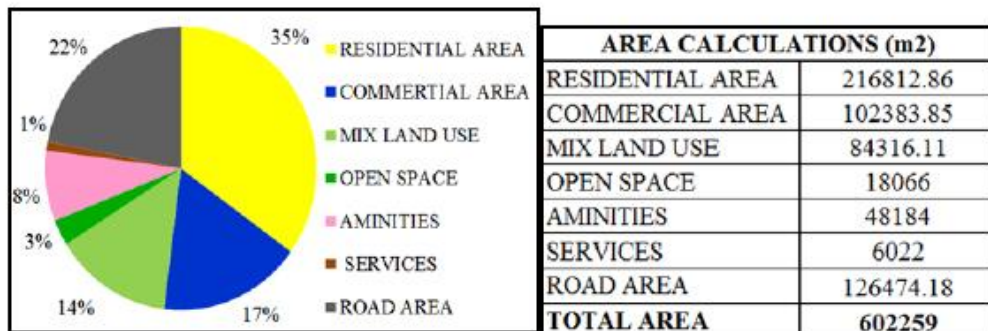 35%
22%
1%
8%
3%
14%
17%
RESIDENTIAL AREA
COMMERTIAL AREA
MIX LAND USE
OPEN SPACE
AMINITIES
SERVICES
ROAD AREA
AREA CALCULATIONS (m2)
RESIDENTIAL AREA 216812.86
COMMERCIAL AREA 102383.85
MIX LAND USE 84316.11
OPEN SPACE 18066
AMINITIES 48184
SERVICES 6022
ROAD AREA 126474.18
TOTAL AREA 602259